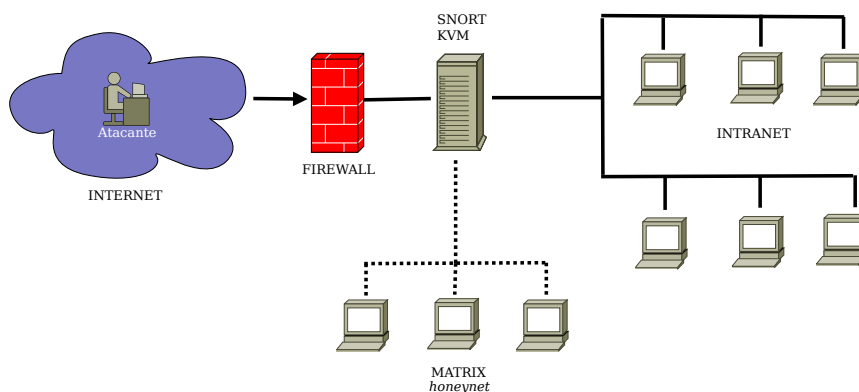 SNORT
KVM
Atacante
INTERNET
FIREWALL
INTRANET
MATRIX
honeynet